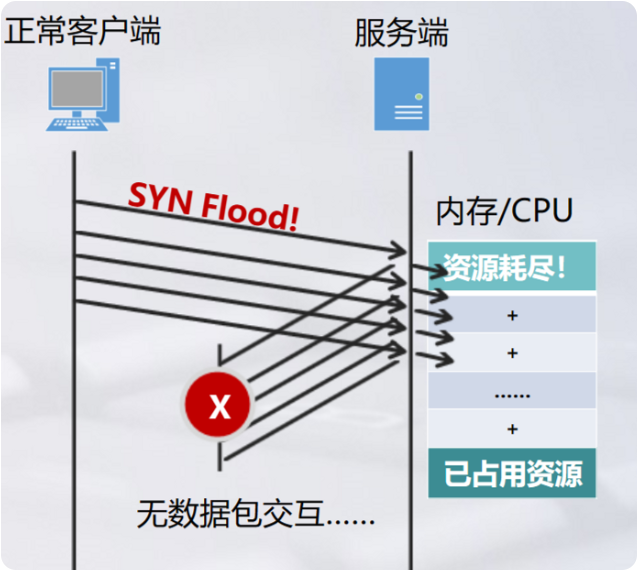 正常客户端
服务端
SYN Flood!
内存/CPU
资源耗尽!
+
+
......
+
已占用资源
X
无数据包交互......